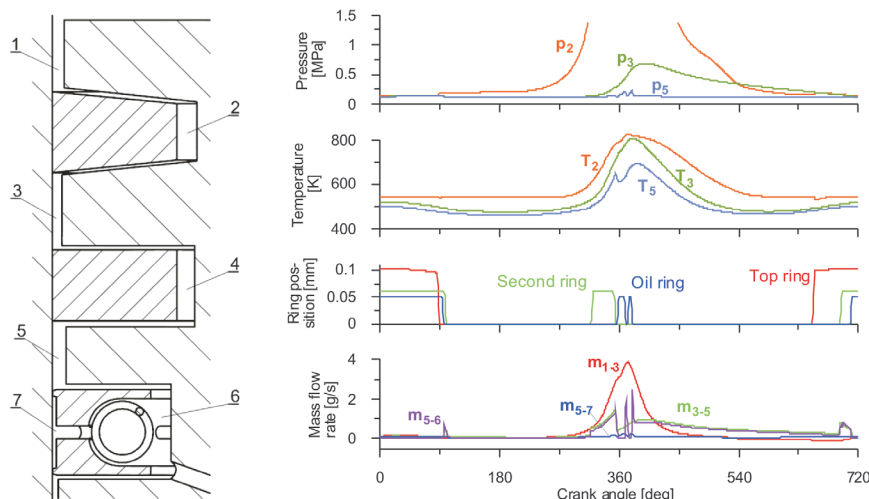 1
2
3
4
5
6
7
Pressure
[MPa]
1.5
1
0.5
0
p2
p3
p5
Temperature
[K]
800
600
400
T2
T3
T5
Ring pos-
sition [mm]
0.1
0.05
0
Second ring
Oil ring
Top ring
Mass flow
rate [g/s]
4
2
0
m1-3
m5-6
m5-7
m3-5
0
180
360
540
720
Crank angle [deg]